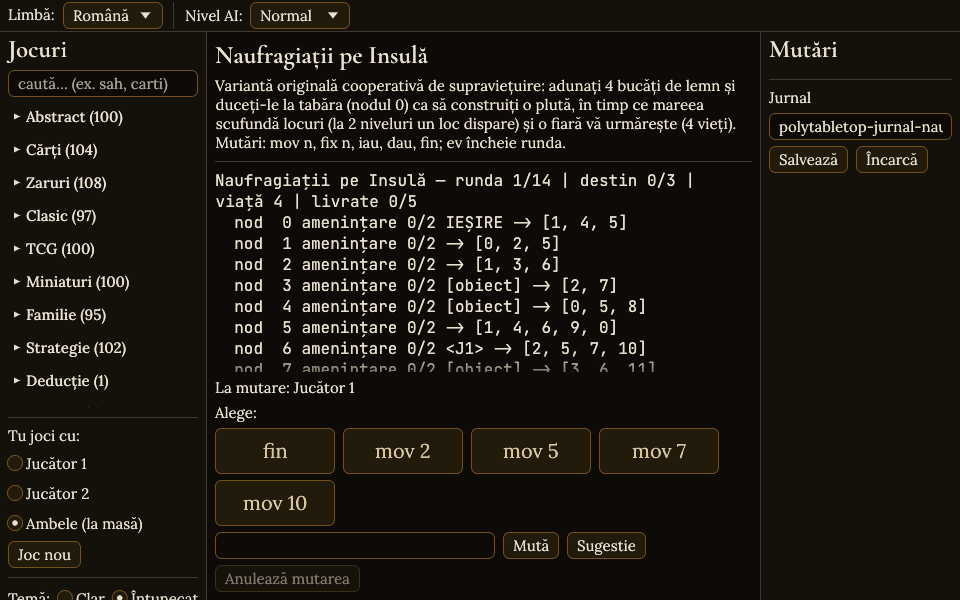 Limbă: Română ▼ Nivel AI: Normal ▼
Jocuri
caută... (ex. sah, carti)
▸ Abstract (100)
▸ Cărți (104)
▸ Zaruri (108)
▸ Clasic (97)
▸ TCG (100)
▸ Miniaturi (100)
▸ Familie (95)
▸ Strategie (102)
▸ Deducție (1)
Tu joci cu:
Jucător 1
Jucător 2
Ambele (la masă)
Joc nou
Temă: Clar Întunecat
Naufragiații pe Insulă
Variantă originală cooperativă de supraviețuire: adunați 4 bucăți de lemn și
duceți-le la tabăra (nodul 0) ca să construiți o plută, în timp ce mareea
scufundă locuri (la 2 niveluri un loc dispare) și o fiară vă urmărește (4 vieți).
Mutări: mov n, fix n, iau, dau, fin; ev încheie runda.
Naufragiații pe Insulă — runda 1/14 | destin 0/3 |
viață 4 | livrate 0/5
nod 0 amenințare 0/2 IEȘIRE → [1, 4, 5]
nod 1 amenințare 0/2 → [0, 2, 5]
nod 2 amenințare 0/2 → [1, 3, 6]
nod 3 amenințare 0/2 [obiect] → [2, 7]
nod 4 amenințare 0/2 [obiect] → [0, 5, 8]
nod 5 amenințare 0/2 → [1, 4, 6, 9, 0]
nod 6 amenințare 0/2 <J1> → [2, 5, 7, 10]
nod 7 amenințare 0/2 [obiect] → [3, 6, 11]
La mutare: Jucător 1
Alege:
fin mov 2 mov 5 mov 7
mov 10
Mută Sugestie
Anulează mutarea
Mutări
Jurnal
polytabletop-jurnal-nau
Salvează Încarcă